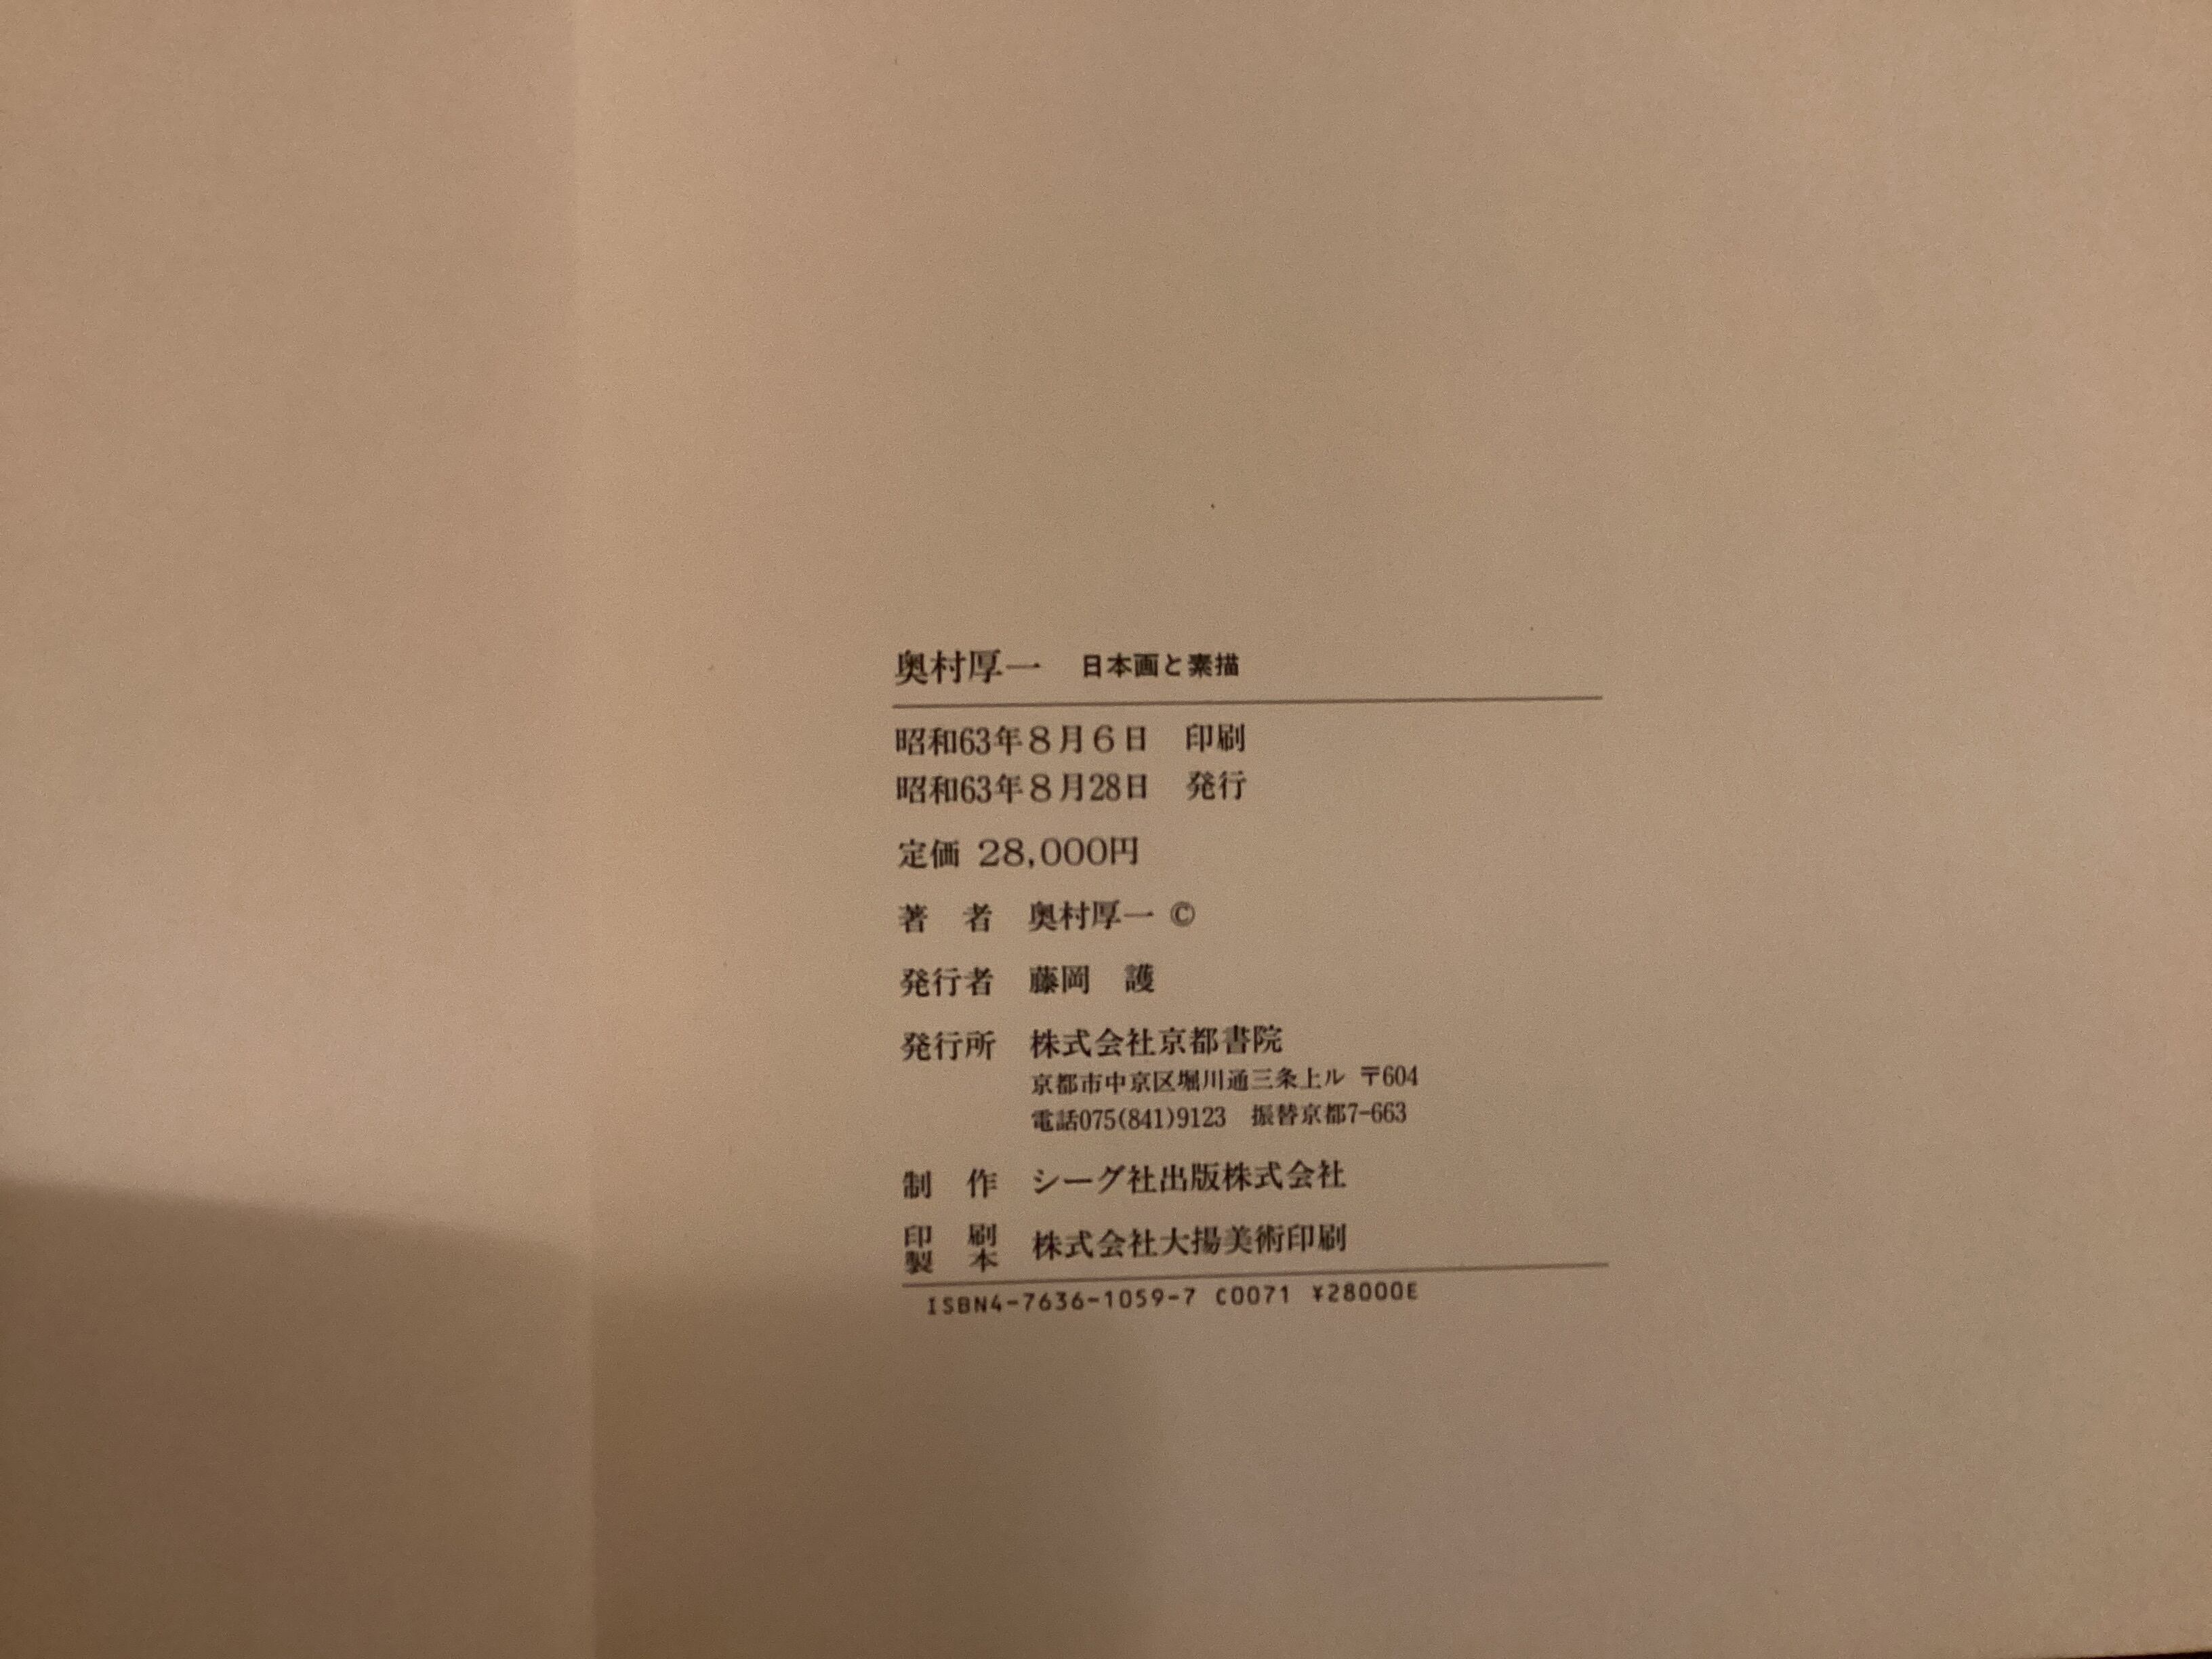 奥村厚一 日本画と素描
昭和63年8月6日 印刷
昭和63年8月28日 発行
定価 28,000円
著 者 奥村厚一 ©
発行者 藤岡 護
発行所 株式会社京都書院
京都市中京区堀川通三条上ル 〒604
電話075(841)9123 振替京都7-663
制 作 シーグ社出版株式会社
印 刷
製 本 株式会社大揚美術印刷
ISBN4-7636-1059-7 C0071 ¥28000E